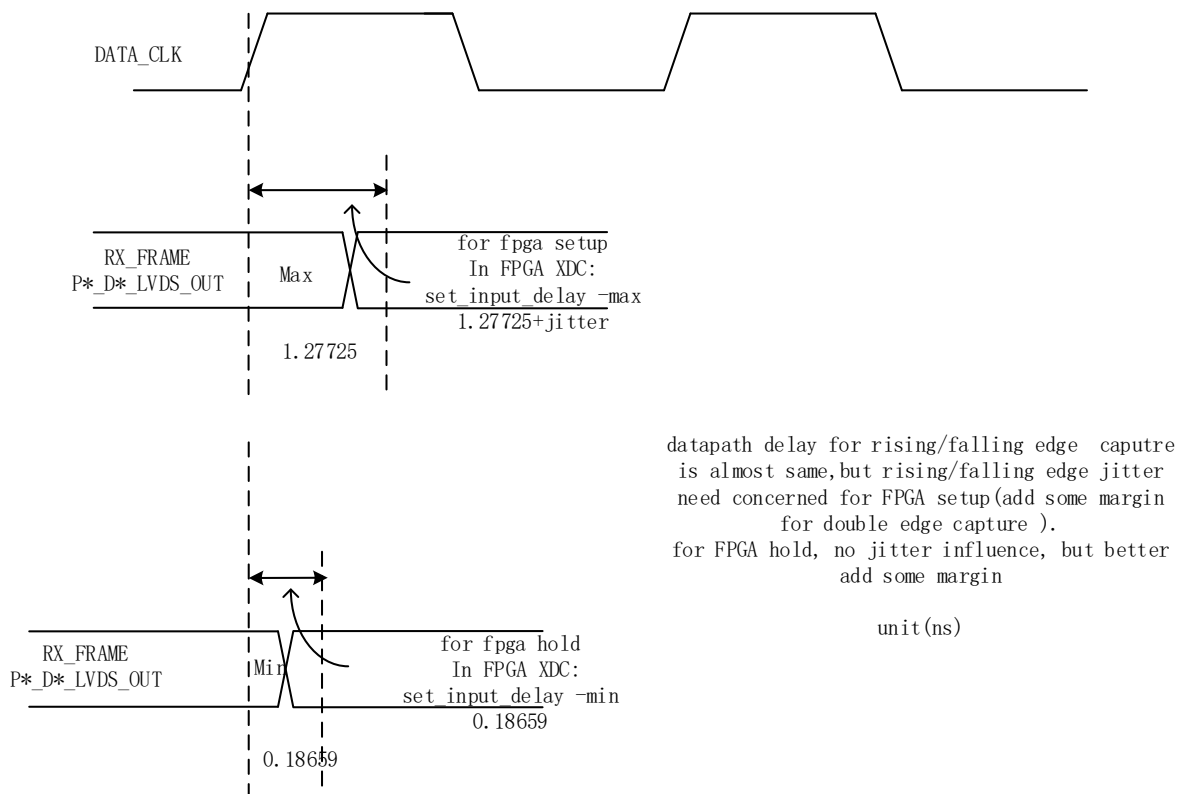 DATA_CLK
RX_FRAME
P*_D*_LVDS_OUT
Max
for fpga setup
In FPGA XDC:
set_input_delay -max
1.27725+jitter
1.27725
datapath delay for rising/falling edge caputre
is almost same,but rising/falling edge jitter
need concerned for FPGA setup(add some margin
for double edge capture ).
for FPGA hold, no jitter influence, but better
add some margin
unit(ns)
RX_FRAME
P*_D*_LVDS_OUT
Min
for fpga hold
In FPGA XDC:
set_input_delay -min
0.18659
0.18659